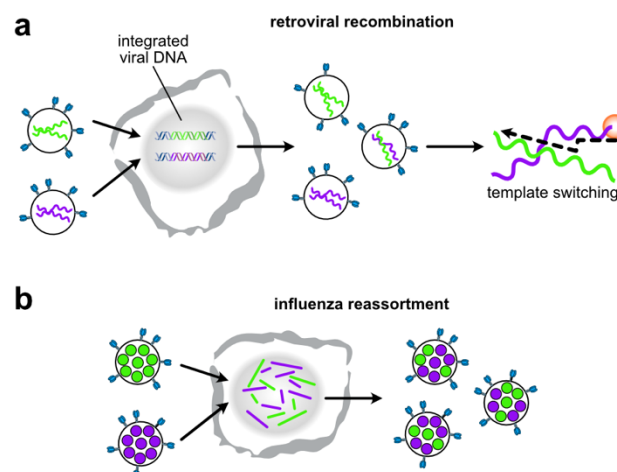 a
retroviral recombination
integrated
viral DNA
template switching
b
influenza reassortment